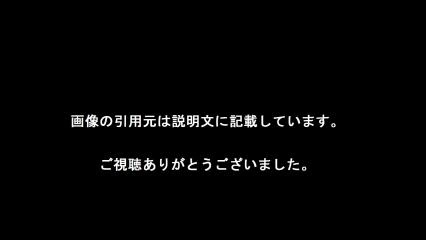 画像の引用元は説明文に記載しています。
ご視聴ありがとうございました。